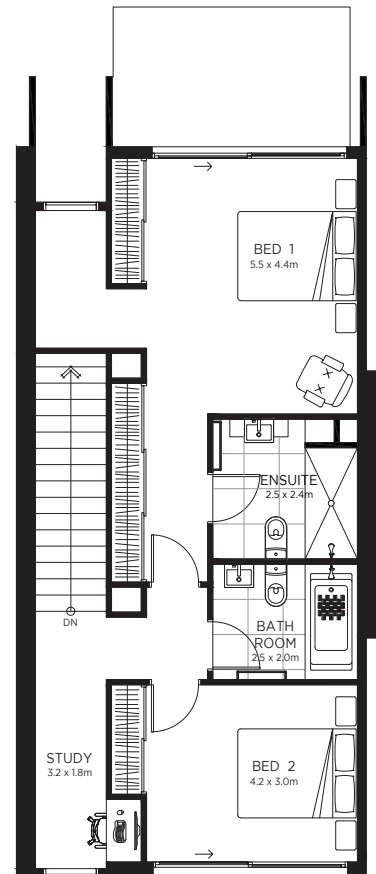 BED 1
5.5 x 4.4m
ENSUITE
2.5 x 2.4m
DN
BATH
ROOM
2.5 x 2.0m
STUDY
3.2 x 1.8m
BED 2
4.2 x 3.0m